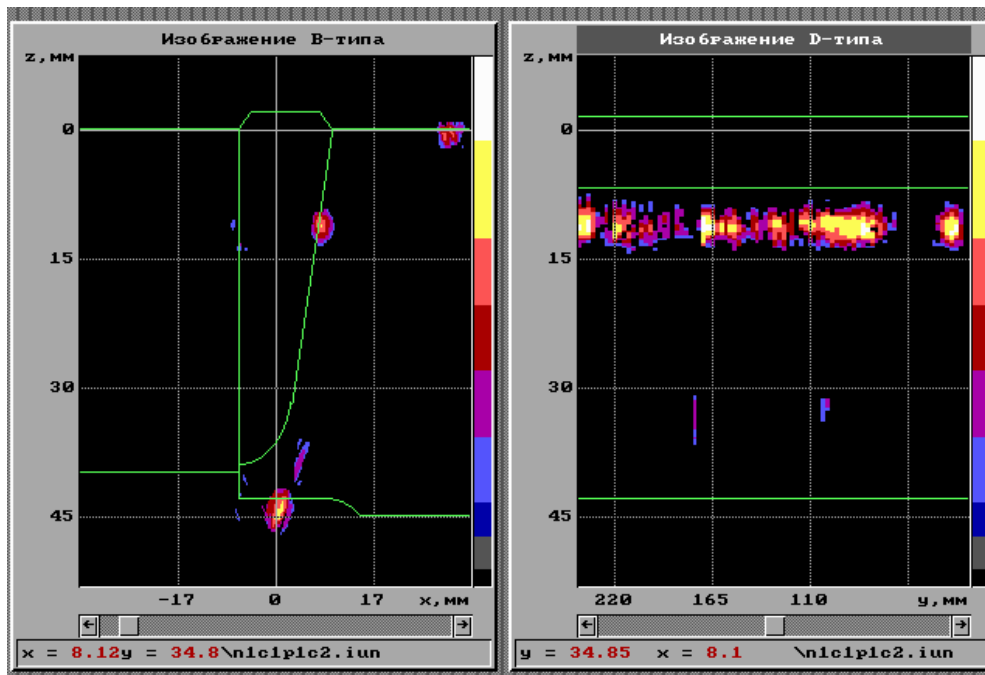 Изображение B-типа
z,мм
0
15
30
45
-17 0 17 x,мм
x = 8.12y = 34.8\n1c1p1c2.iun
Изображение D-типа
z,мм
0
15
30
45
220 165 110 y,мм
y = 34.85 x = 8.1 \n1c1p1c2.iun